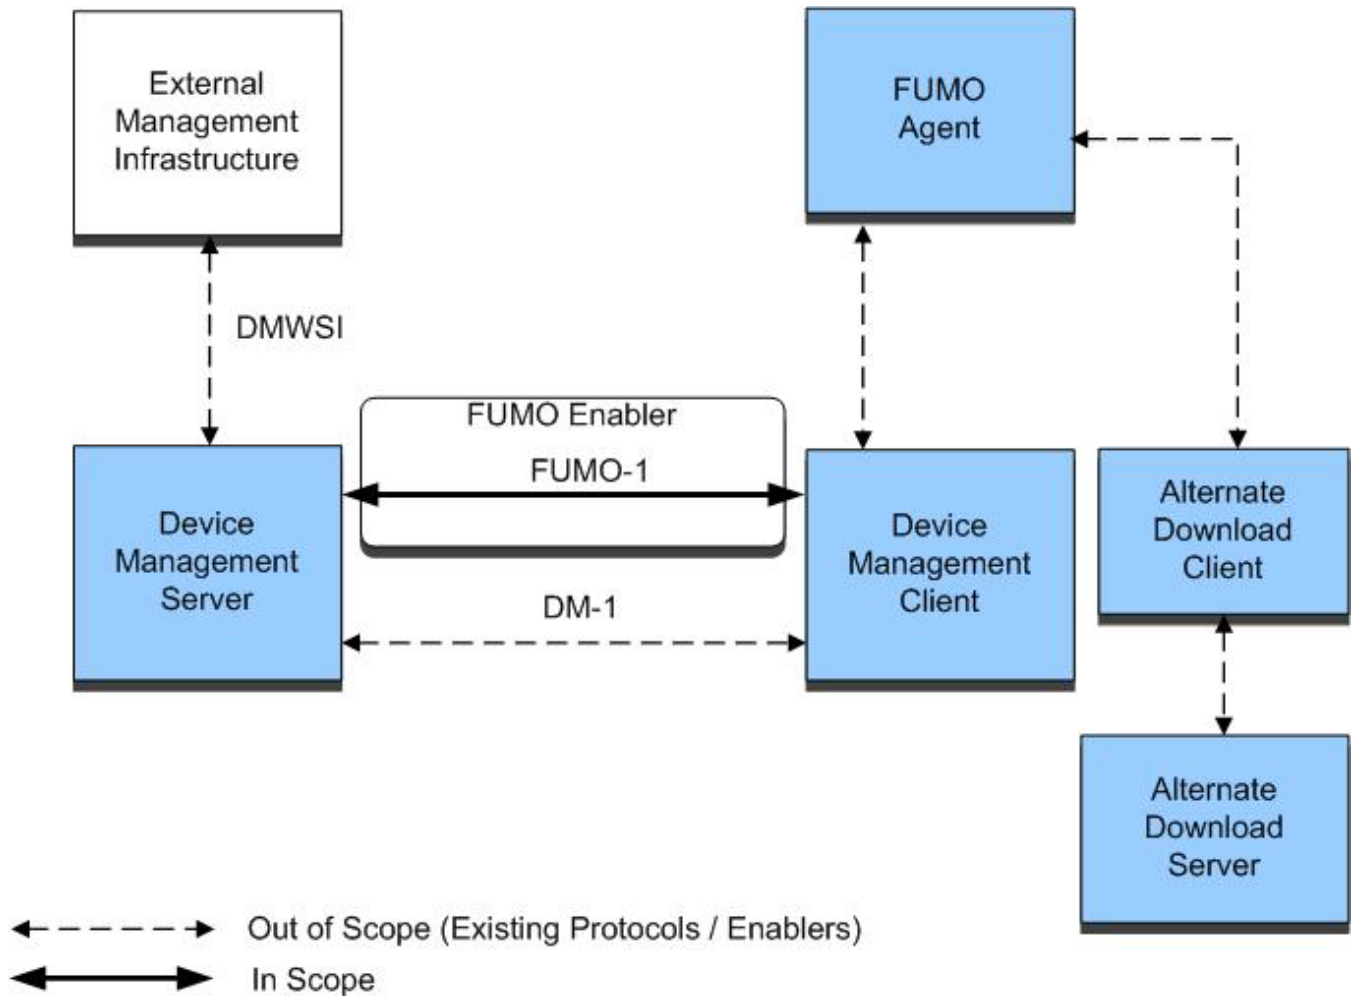 External
Management
Infrastructure
FUMO
Agent
DMWSI
FUMO Enabler
FUMO-1
Device
Management
Server
Device
Management
Client
Alternate
Download
Client
DM-1
Alternate
Download
Server
Out of Scope (Existing Protocols / Enablers)
In Scope